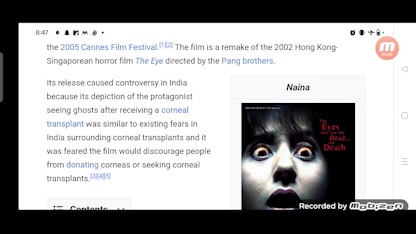 8:47
the 2005 Cannes Film Festival.[1][2] The film is a remake of the 2002 Hong Kong-
Singaporean horror film The Eye directed by the Pang brothers.
Its release caused controversy in India
because its depiction of the protagonist
seeing ghosts after receiving a corneal
transplant was similar to existing fears in
India surrounding corneal transplants and it
was feared the film would discourage people
from donating corneas or seeking corneal
transplants.[3][4][5]
Contents
Naina
Eyes
Dead...
Death
Recorded by Mobizen